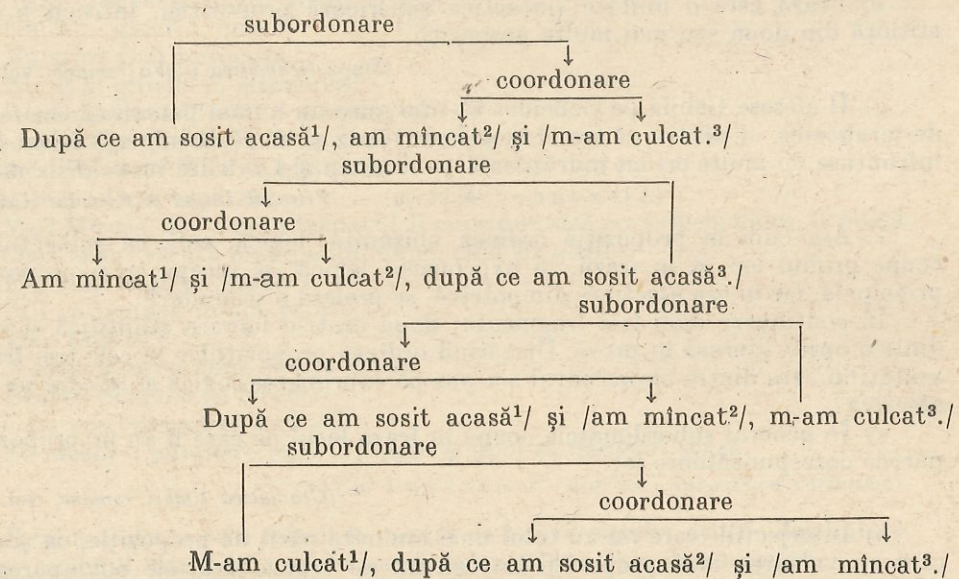 subordonare
coordonare
După ce am sosit acasă¹/, am mîncat²/ și /m-am culcat.³/
subordonare
coordonare
Am mîncat¹/ și /m-am culcat²/, după ce am sosit acasă³./
subordonare
coordonare
După ce am sosit acasă¹/ și /am mîncat²/, m-am culcat³./
subordonare
coordonare
M-am culcat¹/, după ce am sosit acasă²/ și /am mîncat³./